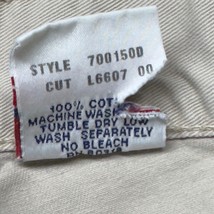 STYLE 700150D
CUT L6607 00
100% COT
MACHINE WASH
TUMBLE DRY LOW
WASH SEPARATELY
NO BLEACH